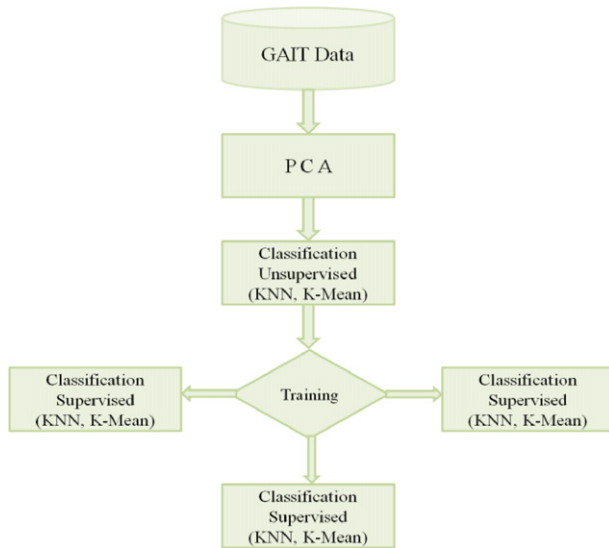 GAIT Data
P C A
Classification
Unsupervised
(KNN, K-Mean)
Training
Classification
Supervised
(KNN, K-Mean)
Classification
Supervised
(KNN, K-Mean)
Classification
Supervised
(KNN, K-Mean)